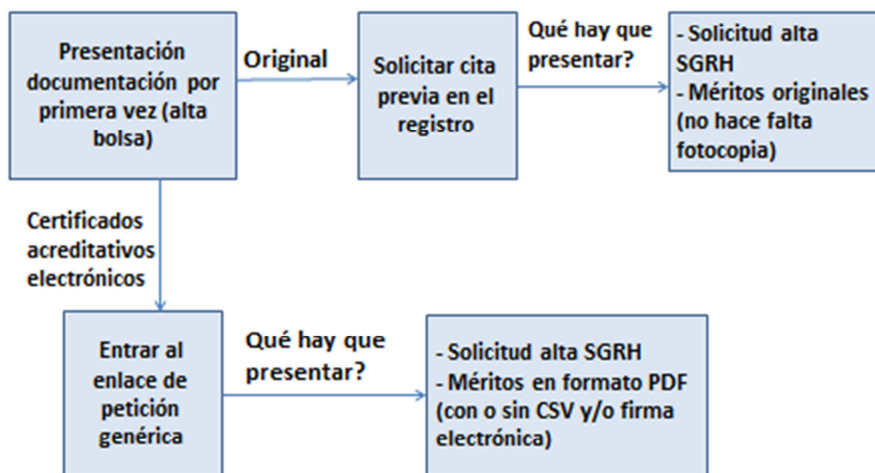 Presentación
documentación por
primera vez (alta
bolsa)
Original
Solicitar cita
previa en el
registro
Qué hay que
presentar?
- Solicitud alta
SGRH
- Méritos originales
(no hace falta
fotocopia)
Certificados
acreditativos
electrónicos
Entrar al
enlace de
petición
genérica
Qué hay que
presentar?
- Solicitud alta SGRH
- Méritos en formato PDF
(con o sin CSV y/o firma
electrónica)